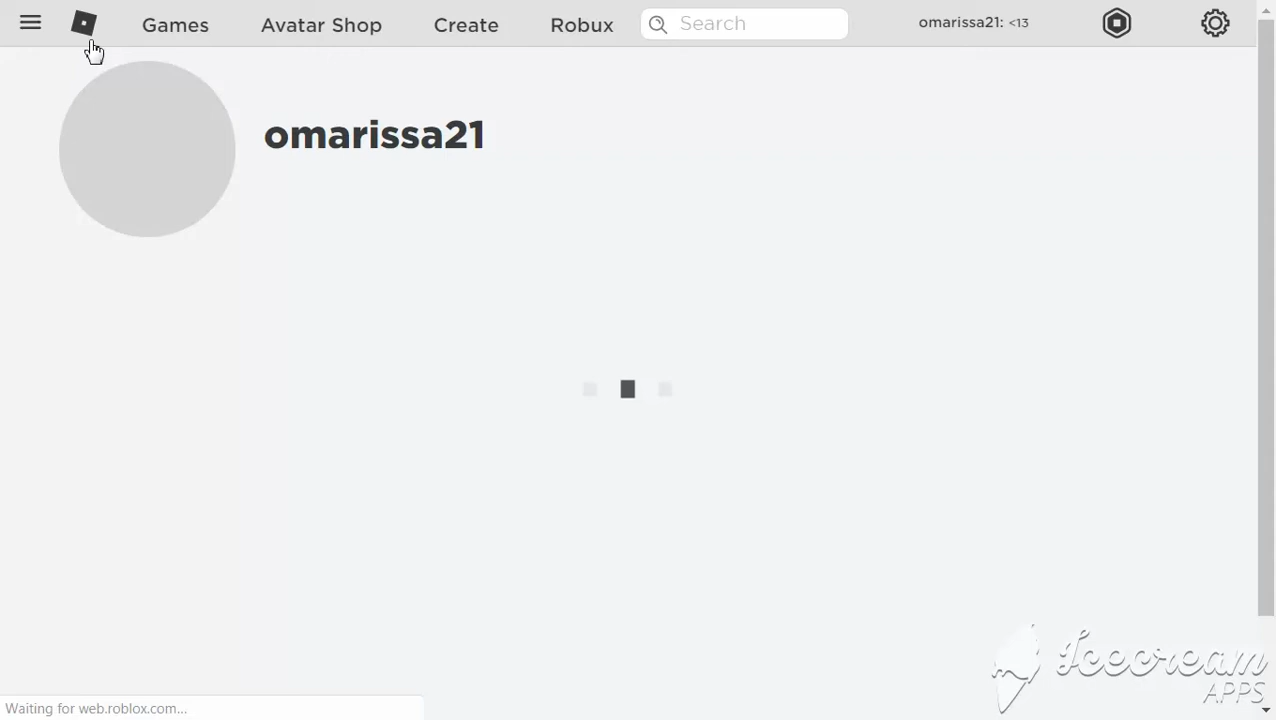 Games Avatar Shop Create Robux Search omarissa21: <13
omarissa21
Icecream
APPS
Waiting for web.roblox.com...